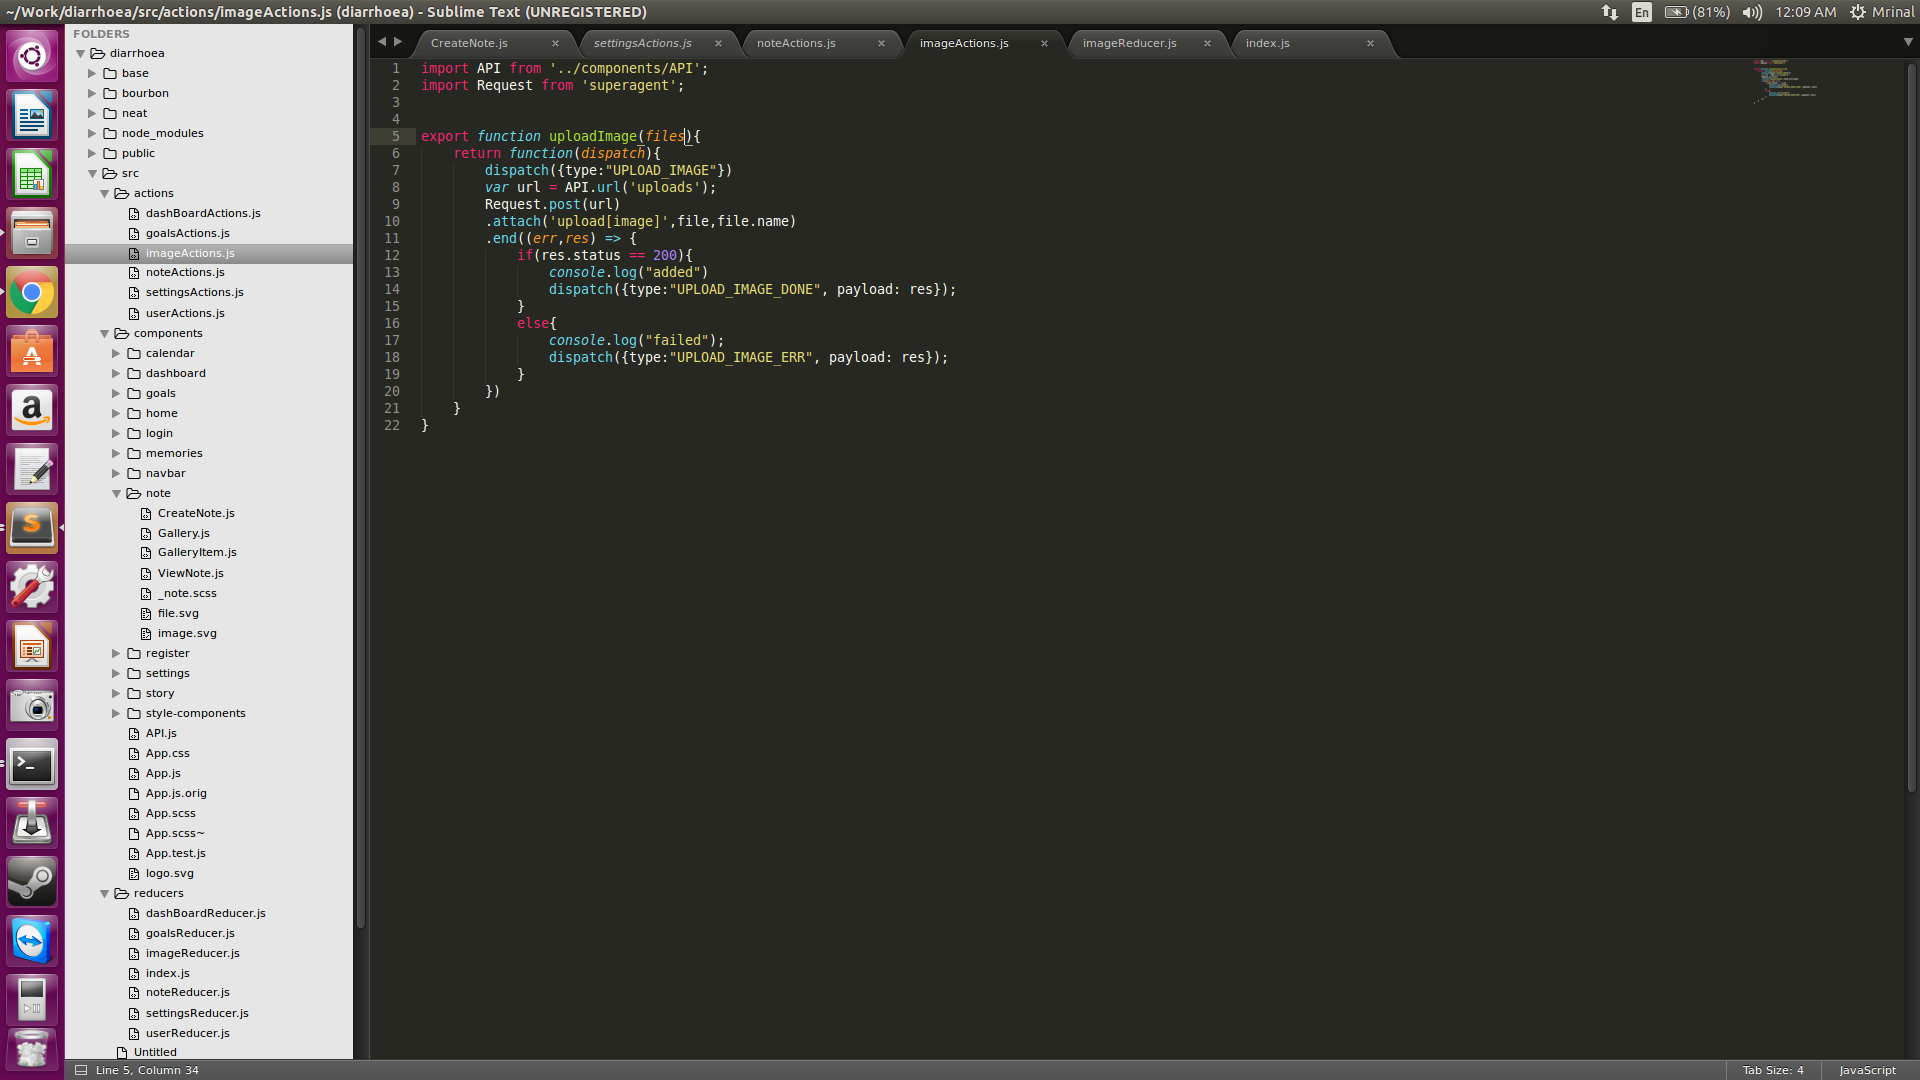 ~/Work/diarrhoea/src/actions/imageActions.js (diarrhoea) - Sublime Text (UNREGISTERED)
En (81%) 12:09 AM Mrinal
FOLDERS
diarrhoea
base
bourbon
neat
node_modules
public
src
actions
dashBoardActions.js
goalsActions.js
imageActions.js
noteActions.js
settingsActions.js
userActions.js
components
calendar
dashboard
goals
home
login
memories
navbar
note
CreateNote.js
Gallery.js
GalleryItem.js
ViewNote.js
_note.scss
file.svg
image.svg
register
settings
story
style-components
API.js
App.css
App.js
App.js.orig
App.scss
App.scss~
App.test.js
logo.svg
reducers
dashBoardReducer.js
goalsReducer.js
imageReducer.js
index.js
noteReducer.js
settingsReducer.js
userReducer.js
Untitled
CreateNote.js × settingsActions.js × noteActions.js × imageActions.js × imageReducer.js × index.js ×
1 import API from '../components/API';
2 import Request from 'superagent';
3
4
5 export function uploadImage(files){
6     return function(dispatch){
7         dispatch({type:"UPLOAD_IMAGE"})
8         var url = API.url('uploads');
9         Request.post(url)
10         .attach('upload[image]',file,file.name)
11         .end((err,res) => {
12             if(res.status == 200){
13                 console.log("added")
14                 dispatch({type:"UPLOAD_IMAGE_DONE", payload: res});
15             }
16             else{
17                 console.log("failed");
18                 dispatch({type:"UPLOAD_IMAGE_ERR", payload: res});
19             }
20         })
21     }
22 }
Line 5, Column 34
Tab Size: 4
JavaScript